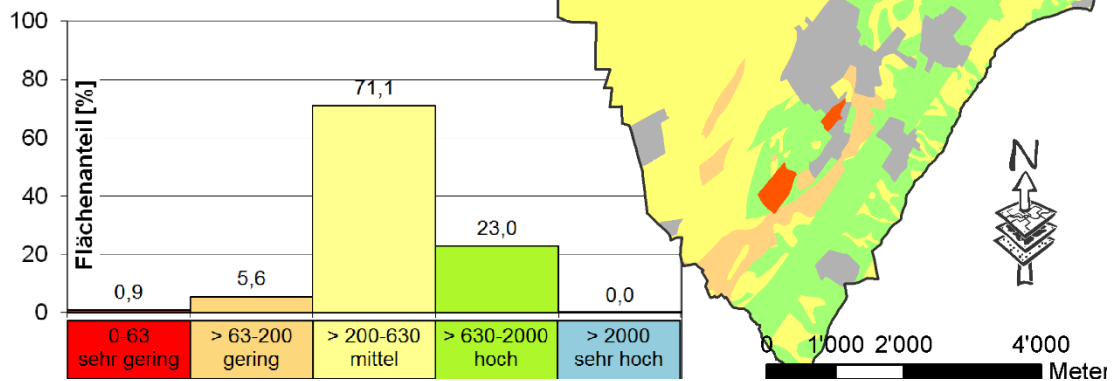 Flächenanteil [%]
100
80
60
40
20
0
0,9
5,6
71,1
23,0
0,0
0-63
sehr gering
> 63-200
gering
> 200-630
mittel
> 630-2000
hoch
> 2000
sehr hoch
N
0 1'000 2'000 4'000
Meter